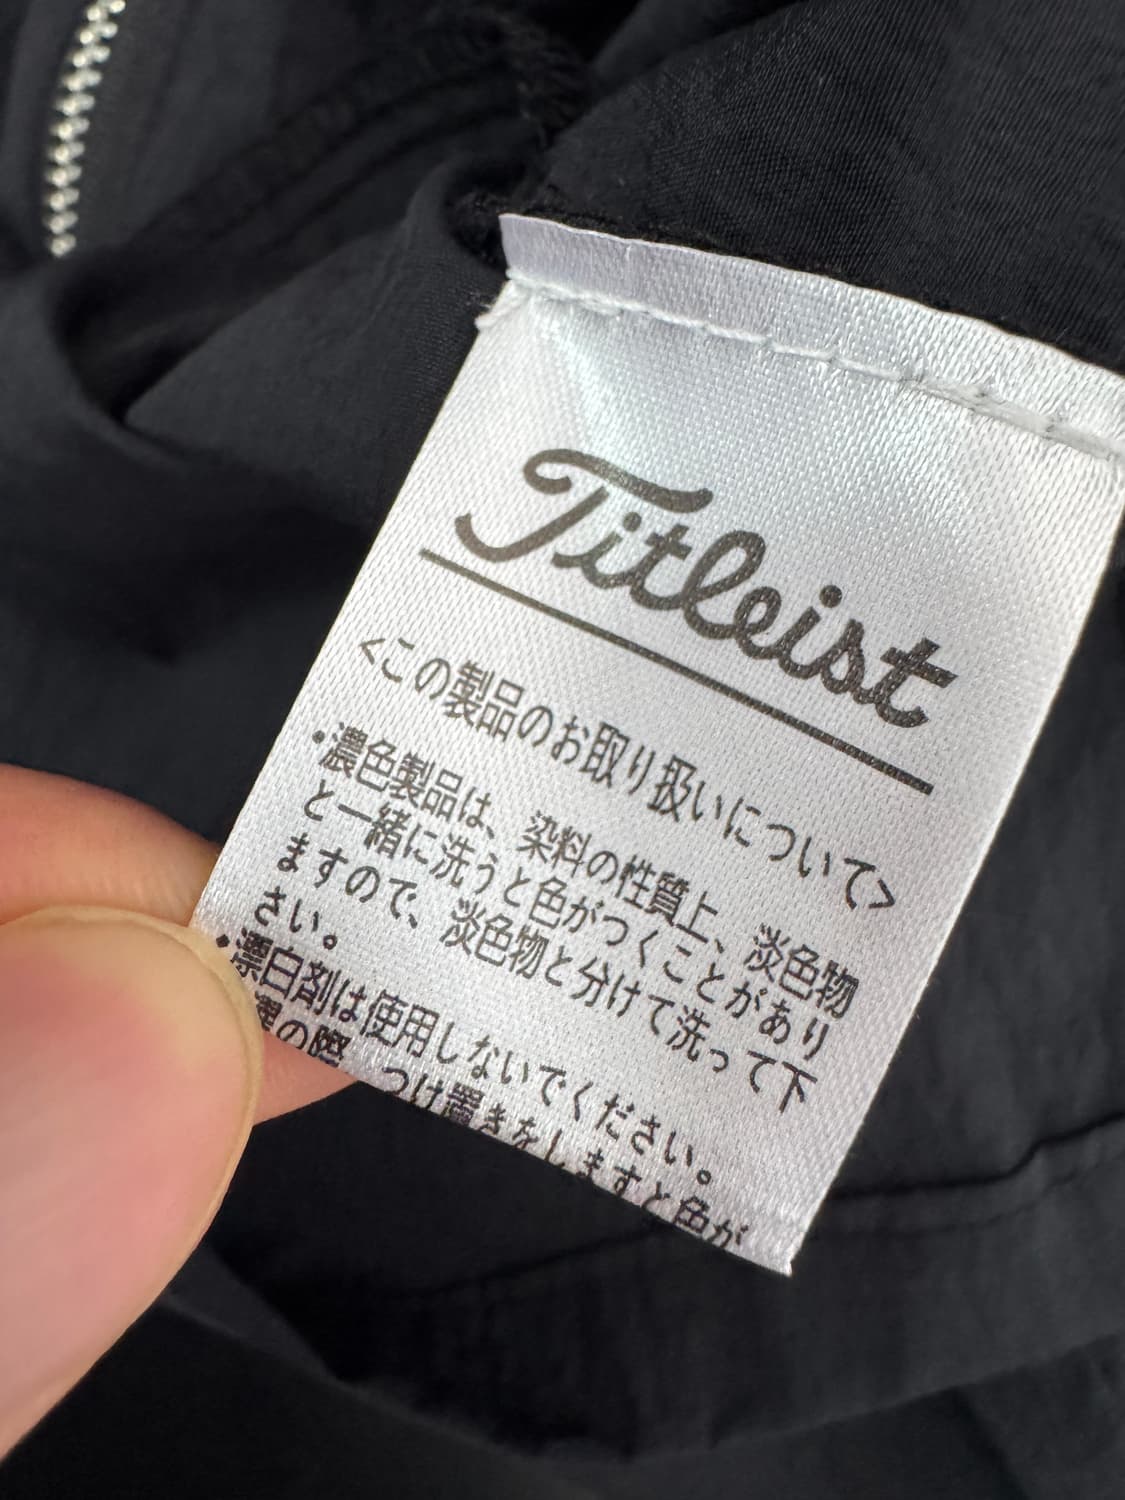 Titleist
<この製品のお取り扱いについて>
・濃色製品は、染料の性質上、淡色物
と一緒に洗うと色がつくことがあり
ますので、淡色物と分けて洗って下
さい。
・漂白剤は使用しないでください。
濯の際、つけ置きをしますと色が